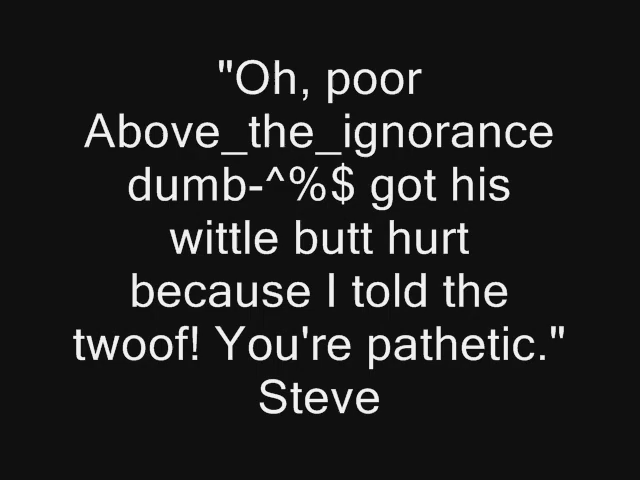 "Oh, poor
Above_the_ignorance
dumb-^%$ got his
wittle butt hurt
because I told the
twoof! You're pathetic."
Steve